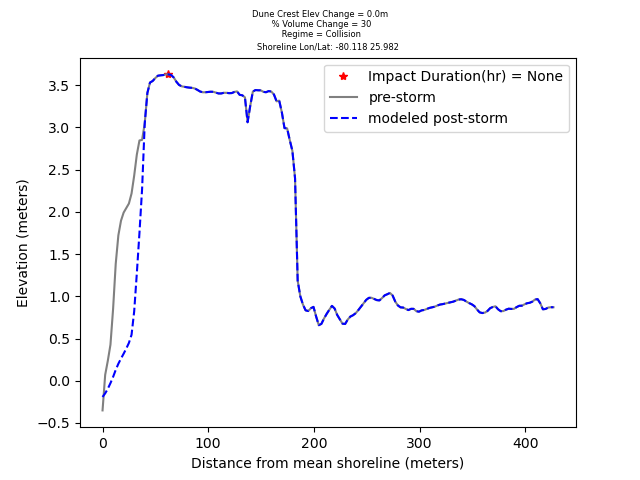 Dune Crest Elev Change = 0.0m
% Volume Change = 30
Regime = Collision
Shoreline Lon/Lat: -80.118 25.982
Impact Duration(hr) = None
pre-storm
modeled post-storm
Elevation (meters)
3.5
3.0
2.5
2.0
1.5
1.0
0.5
0.0
−0.5
0 100 200 300 400
Distance from mean shoreline (meters)